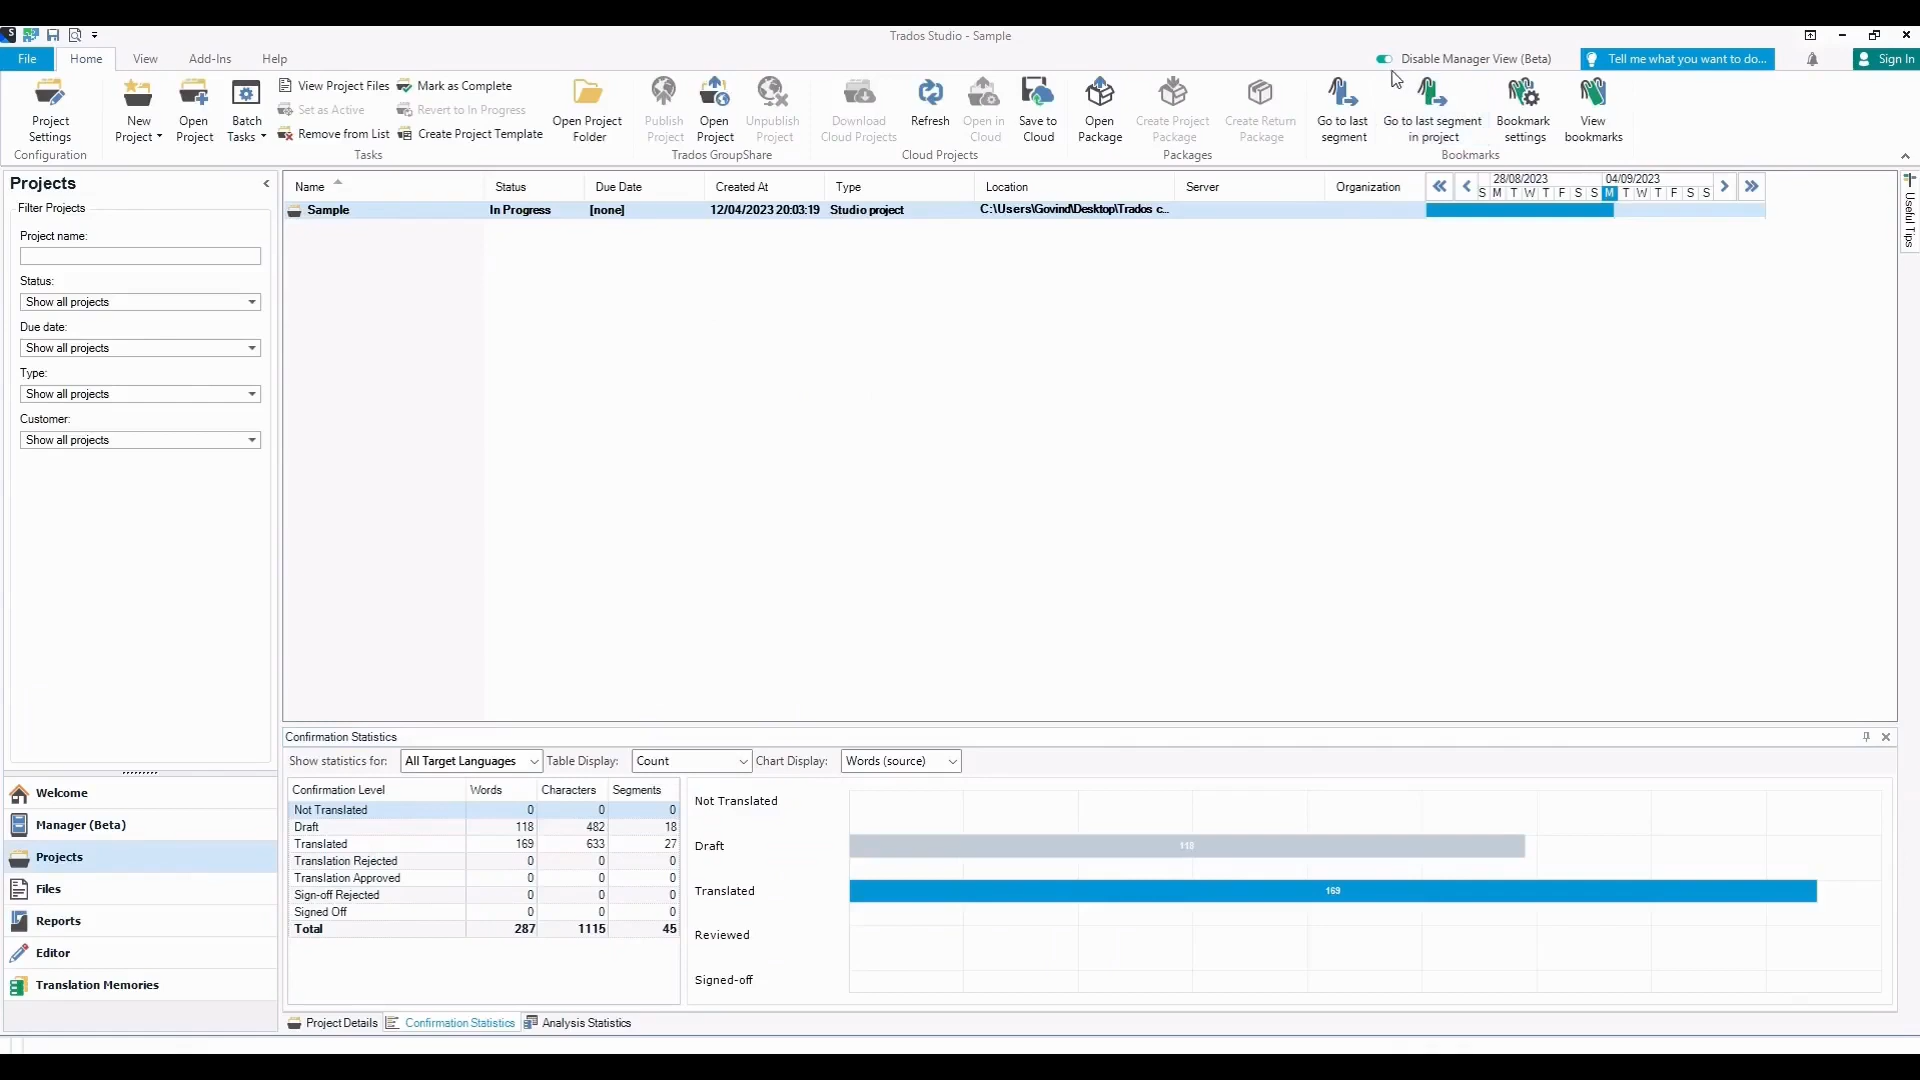 Trados Studio - Sample
File Home View Add-Ins Help
Disable Manager View (Beta)
Tell me what you want to do...
Sign In
Project Settings
Configuration
New Project
Open Project
Batch Tasks
View Project Files
Set as Active
Remove from List
Mark as Complete
Revert to In Progress
Create Project Template
Open Project Folder
Tasks
Publish Project
Open Project
Unpublish Project
Trados GroupShare
Download Cloud Projects
Refresh
Open in Cloud
Save to Cloud
Cloud Projects
Open Package
Create Project Package
Create Return Package
Packages
Go to last segment
Go to last segment in project
Bookmark settings
View bookmarks
Bookmarks
Projects
Filter Projects
Project name:
Status:
Show all projects
Due date:
Show all projects
Type:
Show all projects
Customer:
Show all projects
Welcome
Manager (Beta)
Projects
Files
Reports
Editor
Translation Memories
Name Status Due Date Created At Type Location Server Organization
28/08/2023 04/09/2023
S M T W T F S S M T W T F S S
Sample In Progress [none] 12/04/2023 20:03:19 Studio project C:\Users\Govind\Desktop\Trados c...
Useful Tips
Confirmation Statistics
Show statistics for: All Target Languages Table Display: Count Chart Display: Words (source)
Confirmation Level Words Characters Segments
Not Translated 0 0 0
Draft 118 482 18
Translated 169 633 27
Translation Rejected 0 0 0
Translation Approved 0 0 0
Sign-off Rejected 0 0 0
Signed Off 0 0 0
Total 287 1115 45
Not Translated
Draft 118
Translated 169
Reviewed
Signed-off
Project Details Confirmation Statistics Analysis Statistics